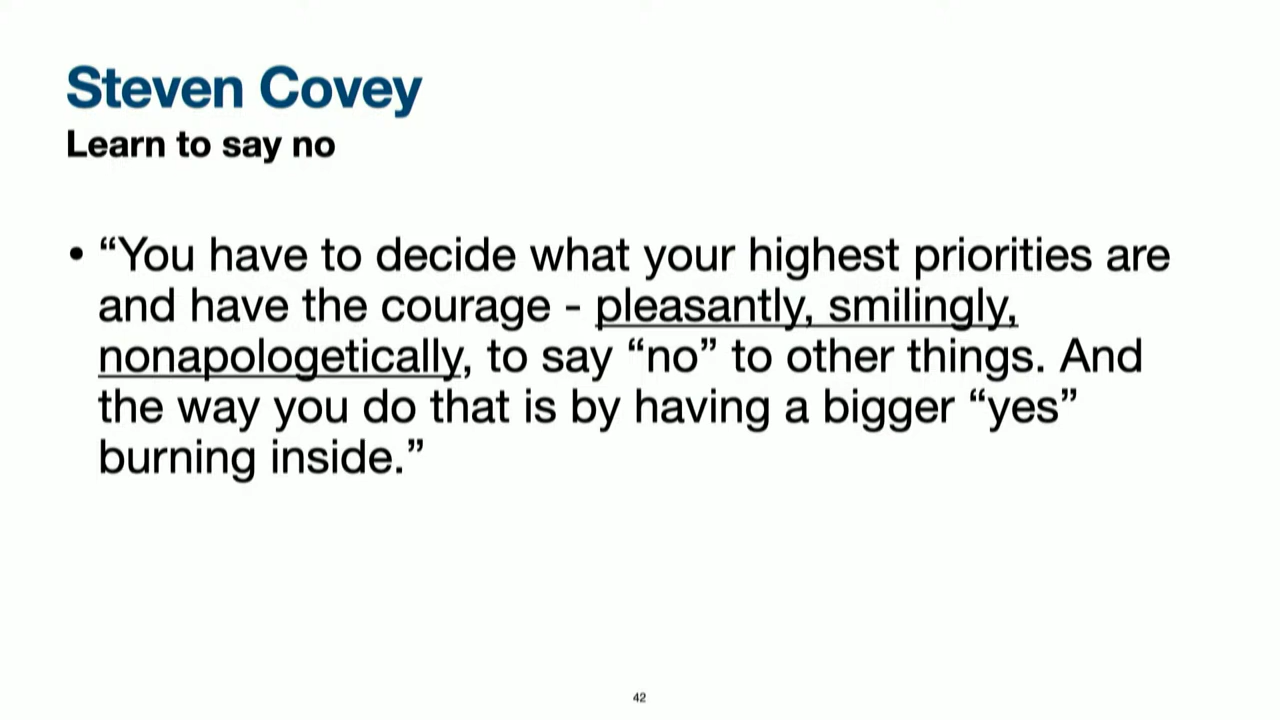 Steven Covey
Learn to say no
• “You have to decide what your highest priorities are
and have the courage - pleasantly, smilingly,
nonapologetically, to say “no” to other things. And
the way you do that is by having a bigger “yes”
burning inside.”
42